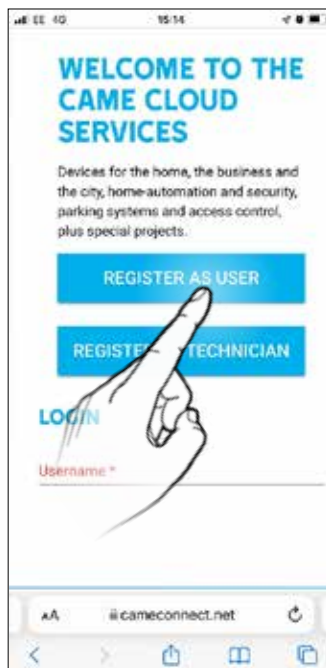 EE 4G 15:14
WELCOME TO THE
CAME CLOUD
SERVICES
Devices for the home, the business and
the city, home-automation and security,
parking systems and access control,
plus special projects.
REGISTER AS USER
REGISTER TECHNICIAN
LOGIN
Username *
AA cameconnect.net